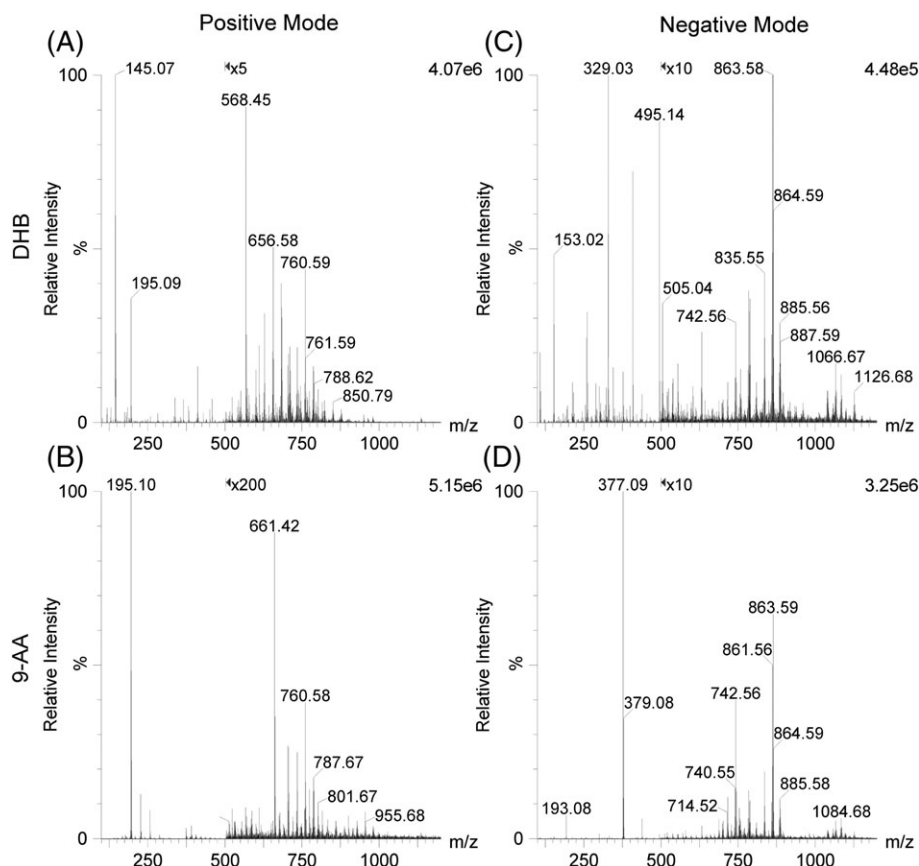 Positive Mode
Negative Mode
(A)
DHB
Relative Intensity
%
100
0
145.07
x5
4.07e6
568.45
656.58
760.59
195.09
761.59
788.62
850.79
250
500
750
1000
m/z
(C)
Relative Intensity
%
100
0
329.03
x10
863.58
4.48e5
495.14
864.59
153.02
835.55
505.04
742.56
885.56
887.59
1066.67
1126.68
250
500
750
1000
m/z
(B)
9-AA
Relative Intensity
%
100
0
195.10
x200
5.15e6
661.42
760.58
787.67
801.67
955.68
250
500
750
1000
m/z
(D)
Relative Intensity
%
100
0
377.09
x10
3.25e6
863.59
861.56
742.56
379.08
864.59
740.55
885.58
714.52
193.08
1084.68
250
500
750
1000
m/z